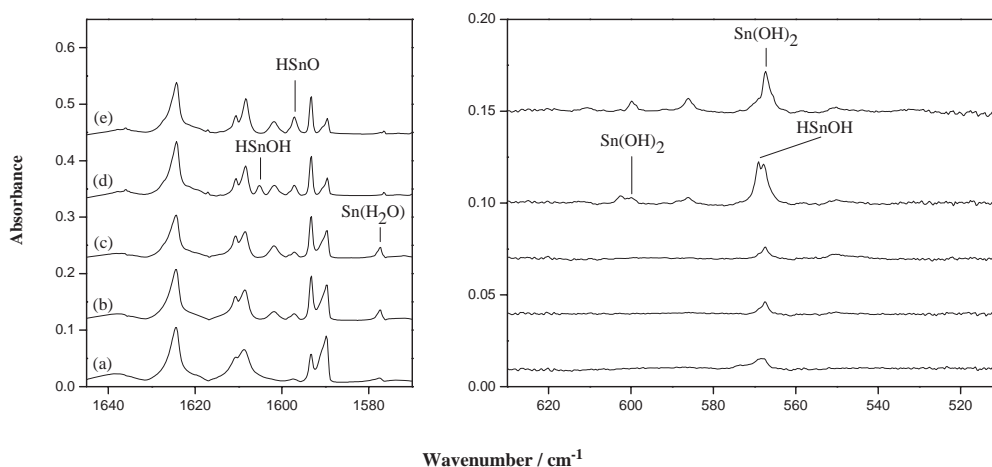 0.6
0.5
0.4
0.3
0.2
0.1
0.0
Absorbance
(e)
(d)
(c)
(b)
(a)
HSnO
HSnOH
Sn(H₂O)
1640
1620
1600
1580
0.20
0.15
0.10
0.05
0.00
Sn(OH)₂
Sn(OH)₂
HSnOH
620
600
580
560
540
520
Wavenumber / cm⁻¹